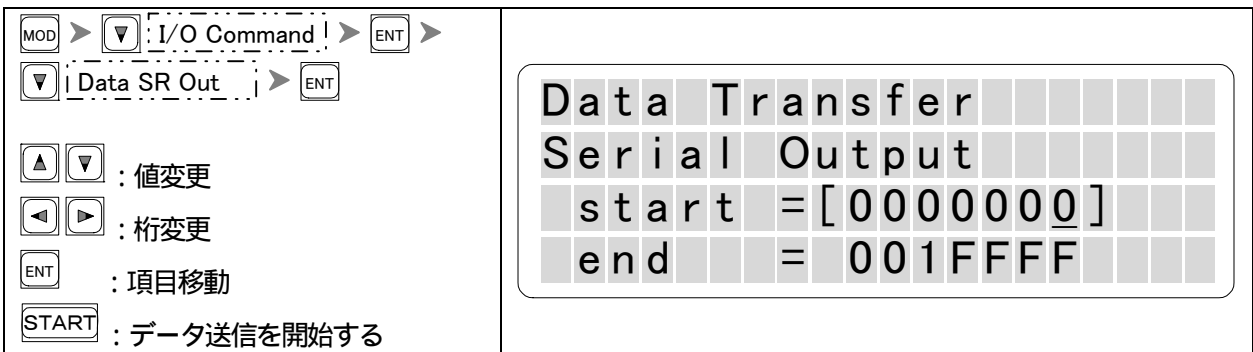 MOD ➤ ▼ I/O Command ➤ ENT ➤
▼ Data SR Out ➤ ENT
▲ ▼ : 値変更
◀ ▶ : 桁変更
ENT : 項目移動
START : データ送信を開始する
Data Transfer
Serial Output
start =[0000000]
end = 001FFFF